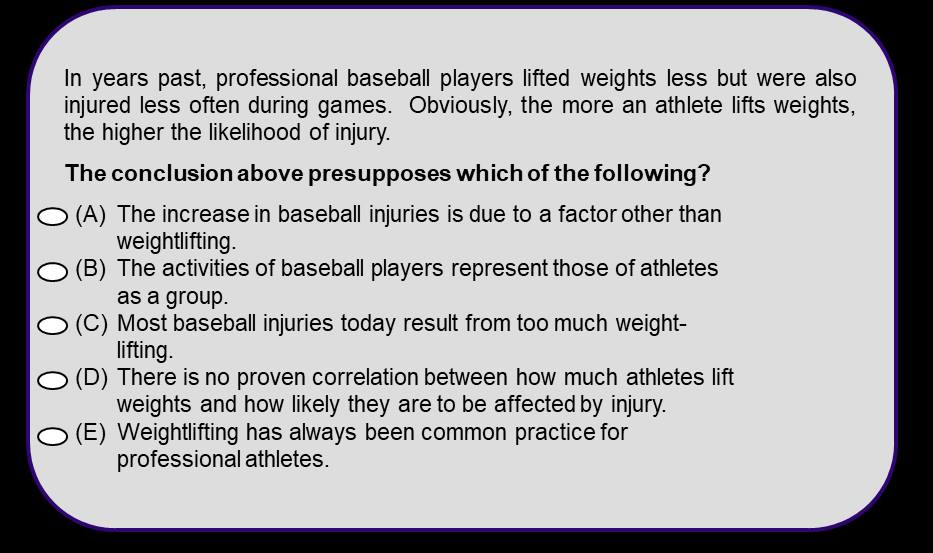 In years past, professional baseball players lifted weights less but were also
injured less often during games.  Obviously, the more an athlete lifts weights,
the higher the likelihood of injury.
The conclusion above presupposes which of the following?
(A) The increase in baseball injuries is due to a factor other than
weightlifting.
(B) The activities of baseball players represent those of athletes
as a group.
(C) Most baseball injuries today result from too much weight-
lifting.
(D) There is no proven correlation between how much athletes lift
weights and how likely they are to be affected by injury.
(E) Weightlifting has always been common practice for
professional athletes.